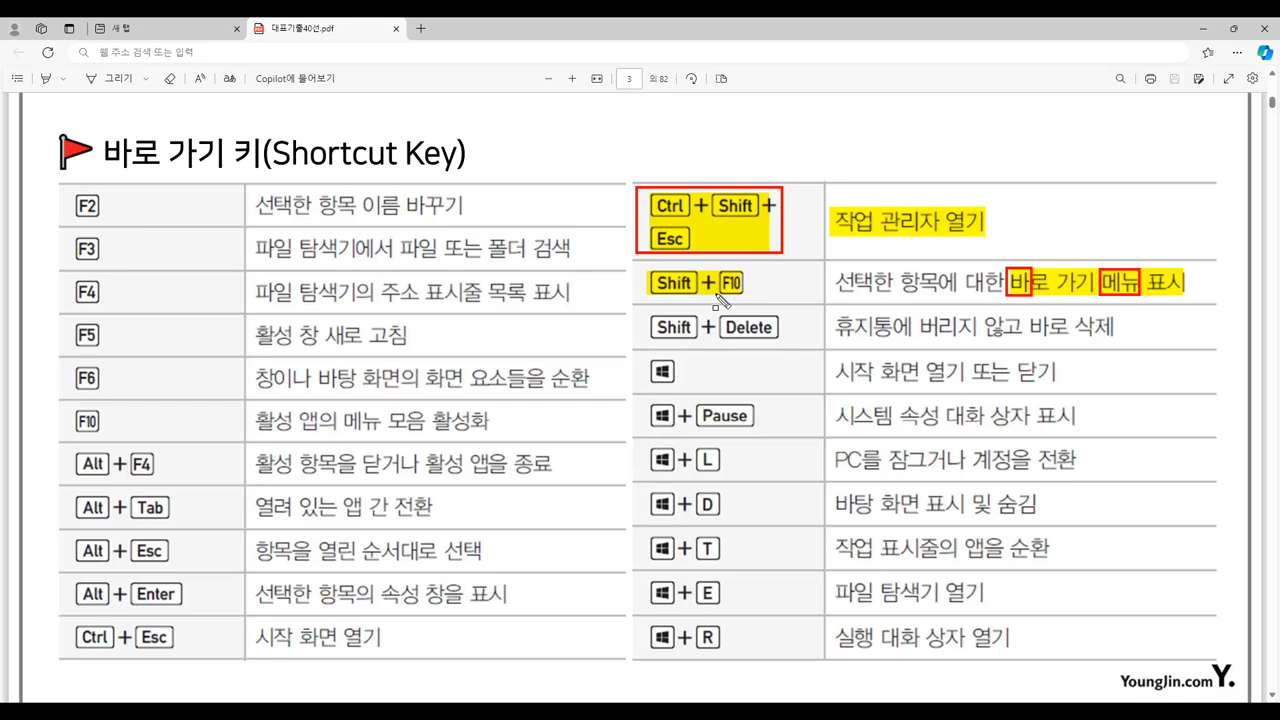 새 탭
대표기출40선.pdf
웹 주소 검색 또는 입력
그리기
가あ
Copilot에 물어보기
3
의 82
바로 가기 키(Shortcut Key)
F2 선택한 항목 이름 바꾸기
F3 파일 탐색기에서 파일 또는 폴더 검색
F4 파일 탐색기의 주소 표시줄 목록 표시
F5 활성 창 새로 고침
F6 창이나 바탕 화면의 화면 요소들을 순환
F10 활성 앱의 메뉴 모음 활성화
Alt + F4 활성 항목을 닫거나 활성 앱을 종료
Alt + Tab 열려 있는 앱 간 전환
Alt + Esc 항목을 열린 순서대로 선택
Alt + Enter 선택한 항목의 속성 창을 표시
Ctrl + Esc 시작 화면 열기
Ctrl + Shift +
Esc
작업 관리자 열기
Shift + F10 선택한 항목에 대한 바로 가기 메뉴 표시
Shift + Delete 휴지통에 버리지 않고 바로 삭제
시작 화면 열기 또는 닫기
+ Pause 시스템 속성 대화 상자 표시
+ L PC를 잠그거나 계정을 전환
+ D 바탕 화면 표시 및 숨김
+ T 작업 표시줄의 앱을 순환
+ E 파일 탐색기 열기
+ R 실행 대화 상자 열기
YoungJin.com Y.